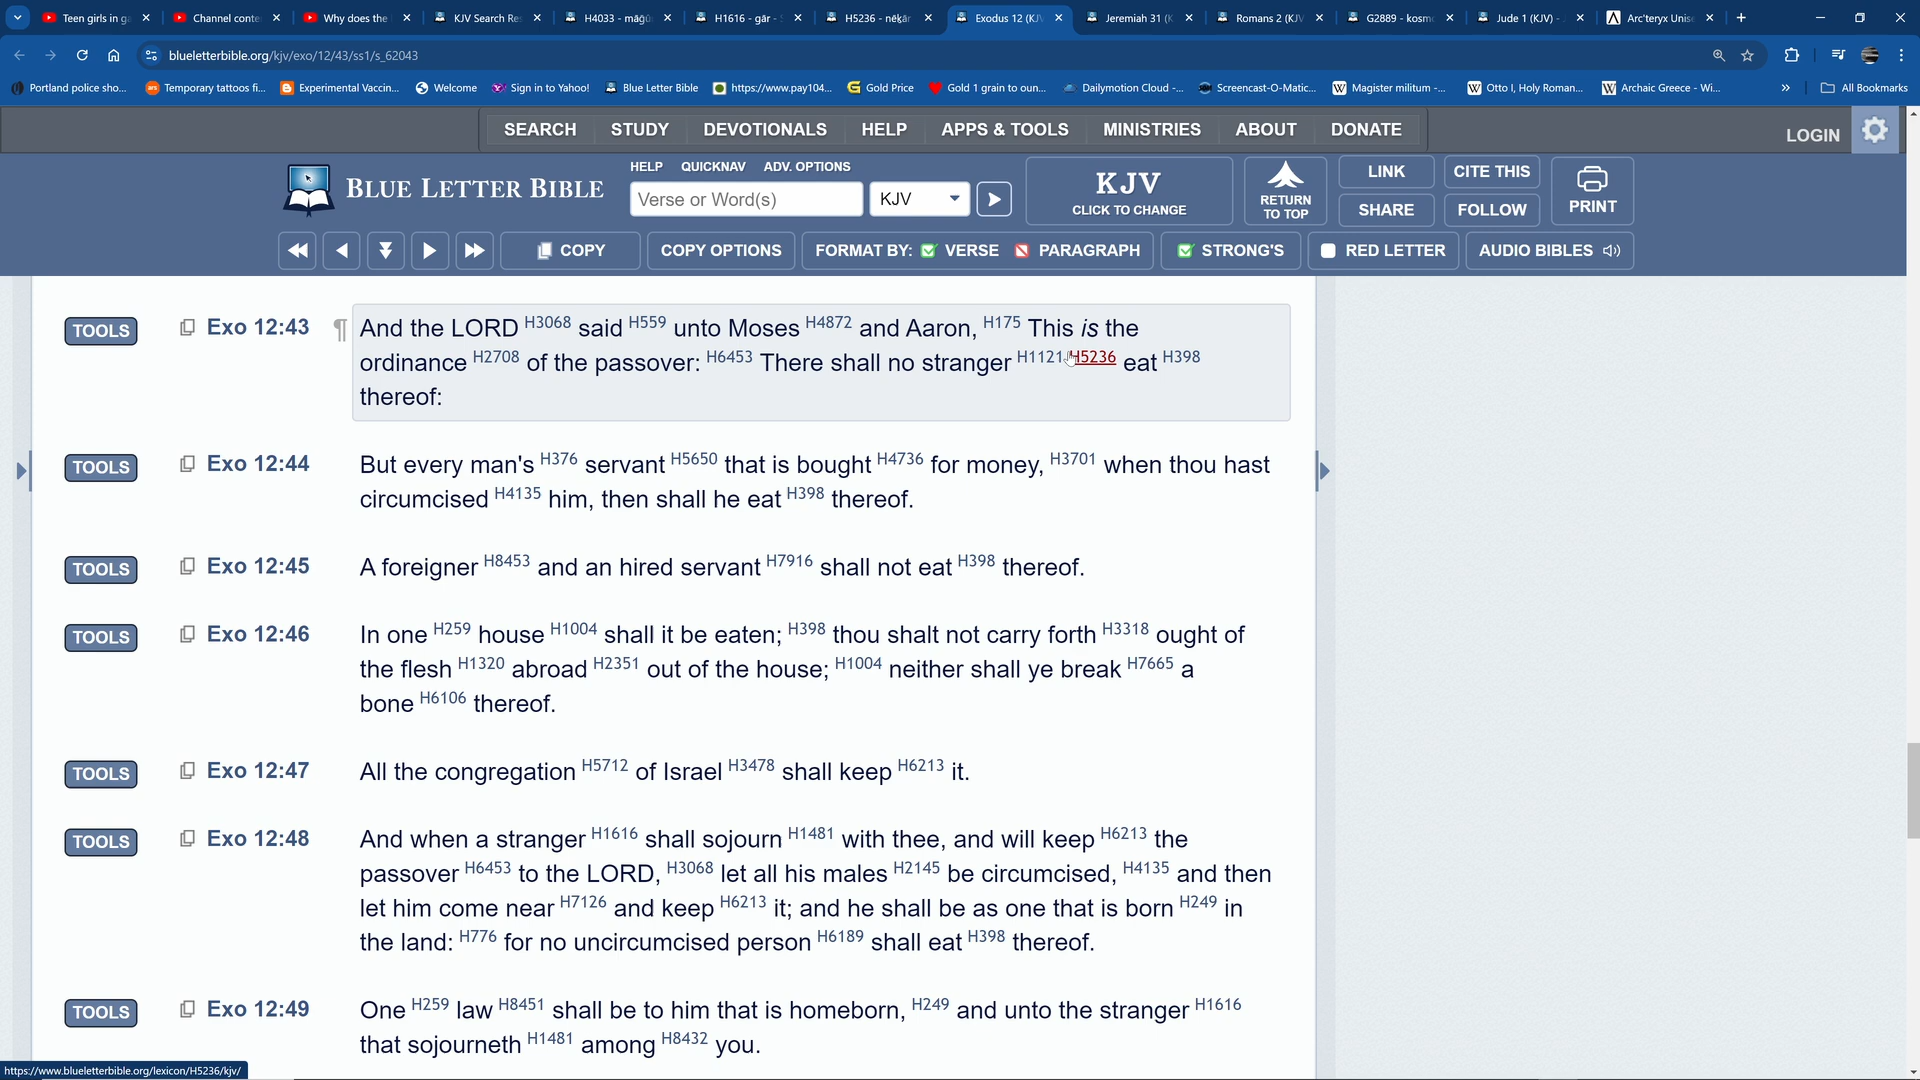 Teen girls in ga
Channel conte
Why does the
KJV Search Re
H4033 - māḡû
H1616 - gār -
H5236 - nēḵār
Exodus 12 (KJ
Jeremiah 31 (K
Romans 2 (KJV
G2889 - kosm
Jude 1 (KJV) -
Arc'teryx Unis
blueletterbible.org/kjv/exo/12/43/ss1/s_62043
Portland police sho...
Temporary tattoos fi...
Experimental Vaccin...
Welcome
Sign in to Yahoo!
Blue Letter Bible
https://www.pay104...
Gold Price
Gold 1 grain to oun...
Dailymotion Cloud -...
Screencast-O-Matic...
Magister militum -...
Otto I, Holy Roman...
Archaic Greece - Wi...
All Bookmarks
SEARCH STUDY DEVOTIONALS HELP APPS & TOOLS MINISTRIES ABOUT DONATE
LOGIN
BLUE LETTER BIBLE
HELP QUICKNAV ADV. OPTIONS
Verse or Word(s)
KJV
KJV
CLICK TO CHANGE
RETURN
TO TOP
LINK
CITE THIS
SHARE
FOLLOW
PRINT
COPY
COPY OPTIONS
FORMAT BY: VERSE PARAGRAPH
STRONG'S
RED LETTER
AUDIO BIBLES
TOOLS Exo 12:43 ¶ And the LORD H3068 said H559 unto Moses H4872 and Aaron, H175 This is the
ordinance H2708 of the passover: H6453 There shall no stranger H1121 H5236 eat H398
thereof:
TOOLS Exo 12:44 But every man's H376 servant H5650 that is bought H4736 for money, H3701 when thou hast
circumcised H4135 him, then shall he eat H398 thereof.
TOOLS Exo 12:45 A foreigner H8453 and an hired servant H7916 shall not eat H398 thereof.
TOOLS Exo 12:46 In one H259 house H1004 shall it be eaten; H398 thou shalt not carry forth H3318 ought of
the flesh H1320 abroad H2351 out of the house; H1004 neither shall ye break H7665 a
bone H6106 thereof.
TOOLS Exo 12:47 All the congregation H5712 of Israel H3478 shall keep H6213 it.
TOOLS Exo 12:48 And when a stranger H1616 shall sojourn H1481 with thee, and will keep H6213 the
passover H6453 to the LORD, H3068 let all his males H2145 be circumcised, H4135 and then
let him come near H7126 and keep H6213 it; and he shall be as one that is born H249 in
the land: H776 for no uncircumcised person H6189 shall eat H398 thereof.
TOOLS Exo 12:49 One H259 law H8451 shall be to him that is homeborn, H249 and unto the stranger H1616
that sojourneth H1481 among H8432 you.
https://www.blueletterbible.org/lexicon/H5236/kjv/